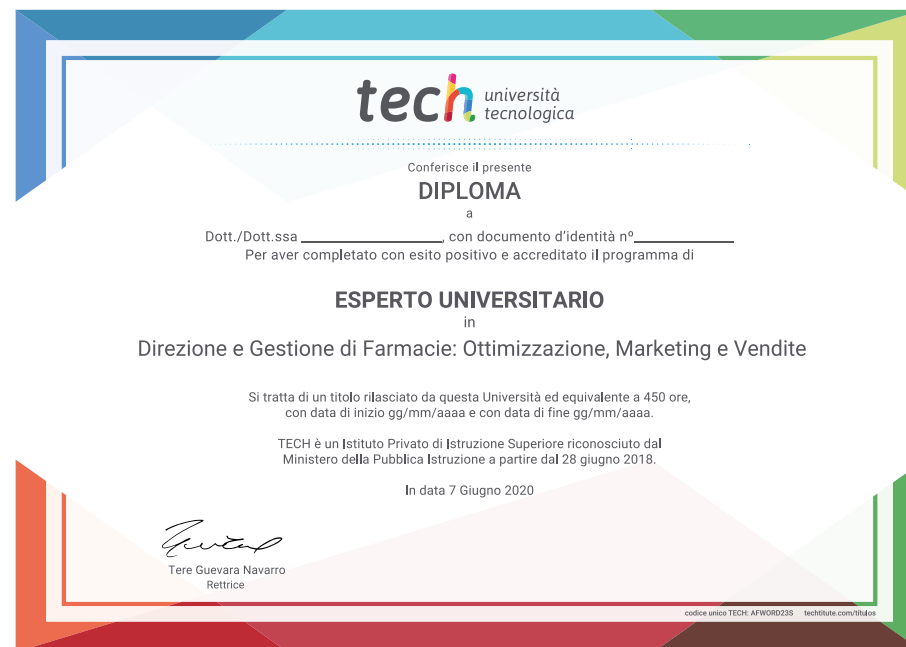 tech università
tecnologica
Conferisce il presente
DIPLOMA
a
Dott./Dott.ssa ____________, con documento d'identità nº____________
Per aver completato con esito positivo e accreditato il programma di
ESPERTO UNIVERSITARIO
in
Direzione e Gestione di Farmacie: Ottimizzazione, Marketing e Vendite
Si tratta di un titolo rilasciato da questa Università ed equivalente a 450 ore,
con data di inizio gg/mm/aaaa e con data di fine gg/mm/aaaa.
TECH è un Istituto Privato di Istruzione Superiore riconosciuto dal
Ministero della Pubblica Istruzione a partire dal 28 giugno 2018.
In data 7 Giugno 2020
Tere Guevara Navarro
Rettrice
codice unico TECH: AFWORD23S techtitute.com/títulos